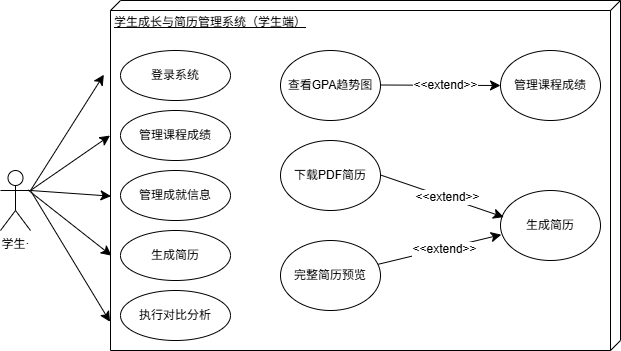 学生成长与简历管理系统（学生端）
登录系统
查看GPA趋势图
<<extend>>
管理课程成绩
管理课程成绩
下载PDF简历
管理成就信息
<<extend>>
生成简历
学生·
生成简历
<<extend>>
完整简历预览
执行对比分析